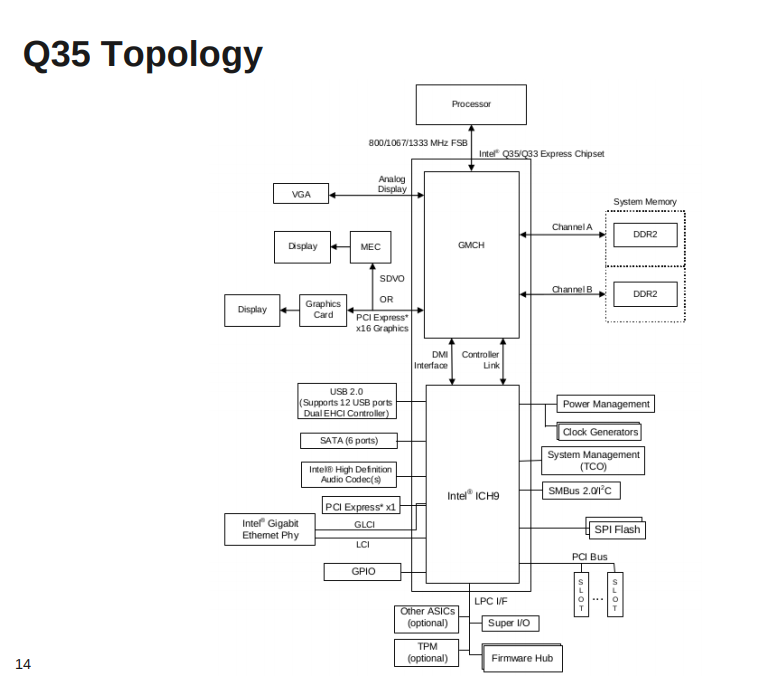 Q35 Topology
Processor
800/1067/1333 MHz FSB
Intel® Q35/Q33 Express Chipset
Analog
Display
VGA
System Memory
Channel A
DDR2
GMCH
Display
MEC
SDVO
OR
Channel B
DDR2
Display
Graphics
Card
PCI Express*
x16 Graphics
DMI
Interface
Controller
Link
USB 2.0
(Supports 12 USB ports
Dual EHCI Controller)
Power Management
Clock Generators
SATA (6 ports)
System Management
(TCO)
Intel® High Definition
Audio Codec(s)
SMBus 2.0/I²C
Intel® ICH9
PCI Express* x1
Intel® Gigabit
Ethernet Phy
GLCI
LCI
SPI Flash
PCI Bus
GPIO
SLOT
...
SLOT
LPC I/F
Other ASICs
(optional)
Super I/O
TPM
(optional)
Firmware Hub
14